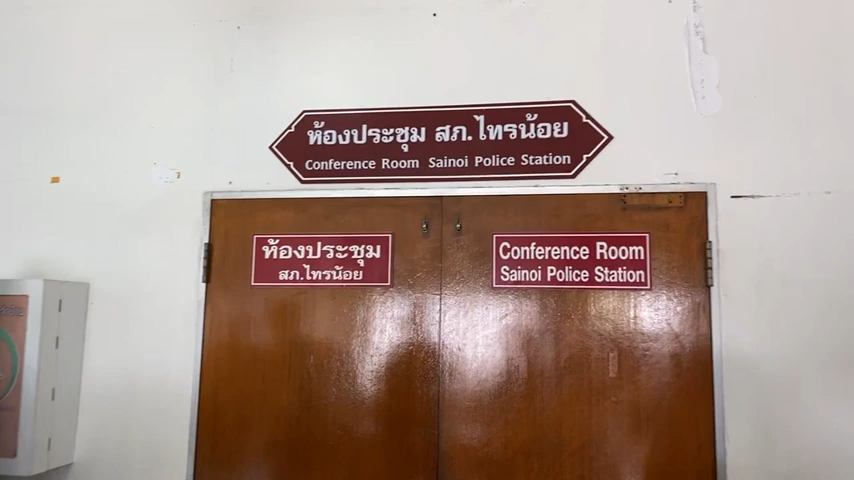 ห้องประชุม สภ.ไทรน้อย
Conference Room Sainoi Police Station
ห้องประชุม
สภ.ไทรน้อย
Conference Room
Sainoi Police Station